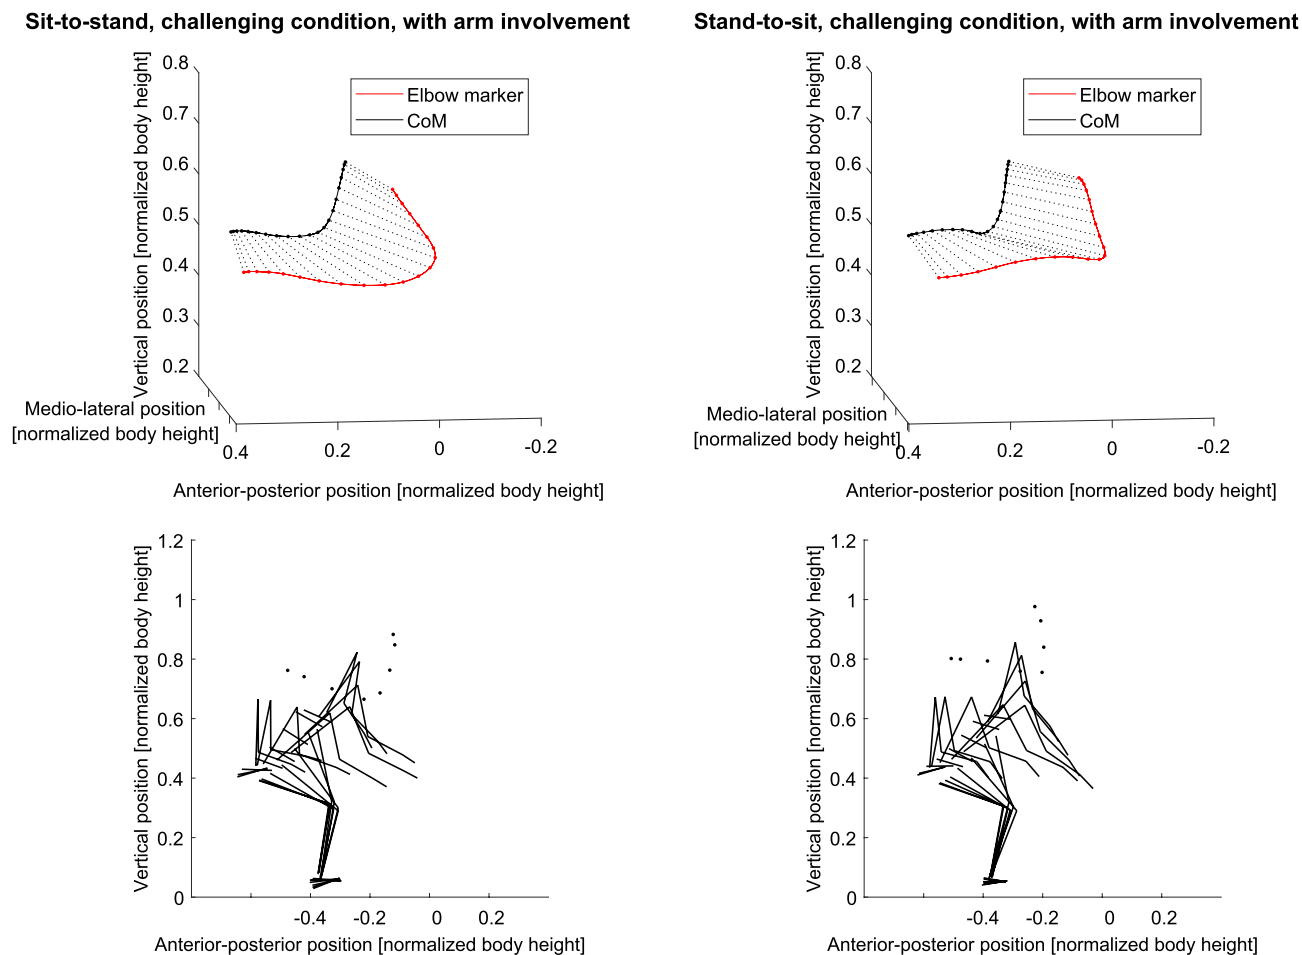 Sit-to-stand, challenging condition, with arm involvement
Vertical position [normalized body height]
0.8
0.7
0.6
0.5
0.4
0.3
0.2
Elbow marker
CoM
Medio-lateral position
[normalized body height]
0.4
0.2
0
-0.2
Anterior-posterior position [normalized body height]
Stand-to-sit, challenging condition, with arm involvement
Vertical position [normalized body height]
0.8
0.7
0.6
0.5
0.4
0.3
0.2
Elbow marker
CoM
Medio-lateral position
[normalized body height]
0.4
0.2
0
-0.2
Anterior-posterior position [normalized body height]
Vertical position [normalized body height]
1.2
1
0.8
0.6
0.4
0.2
0
-0.4
-0.2
0
0.2
Anterior-posterior position [normalized body height]
Vertical position [normalized body height]
1.2
1
0.8
0.6
0.4
0.2
0
-0.4
-0.2
0
0.2
Anterior-posterior position [normalized body height]